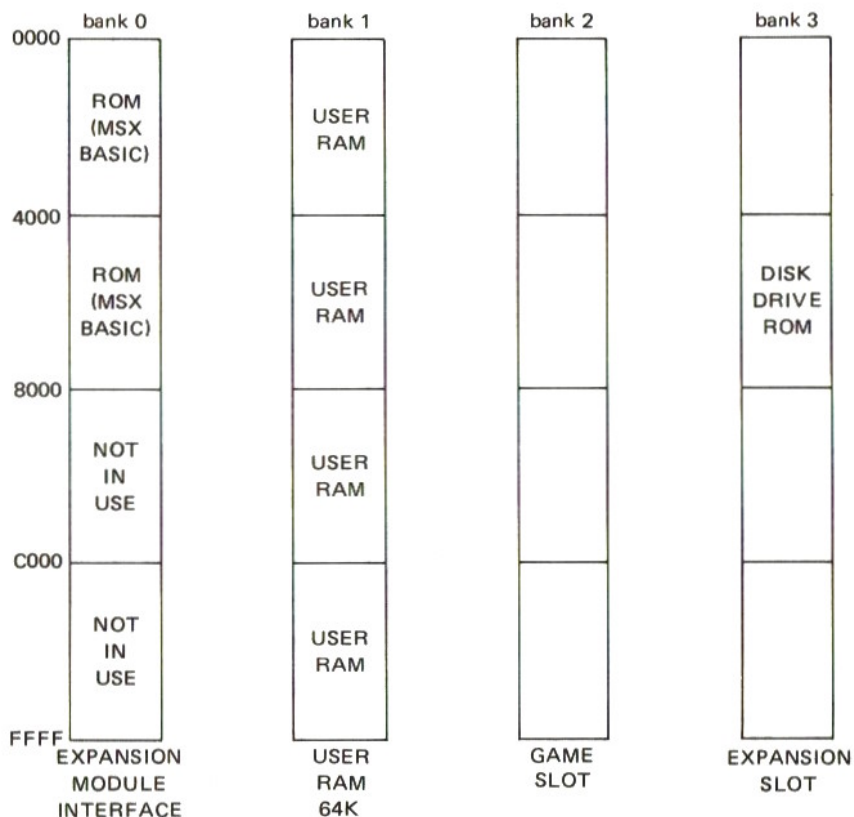 bank 0
bank 1
bank 2
bank 3
0000
ROM
(MSX
BASIC)
USER
RAM
4000
ROM
(MSX
BASIC)
USER
RAM
DISK
DRIVE
ROM
8000
NOT
IN
USE
USER
RAM
C000
NOT
IN
USE
USER
RAM
FFFF
EXPANSION
MODULE
INTERFACE
USER
RAM
64K
GAME
SLOT
EXPANSION
SLOT